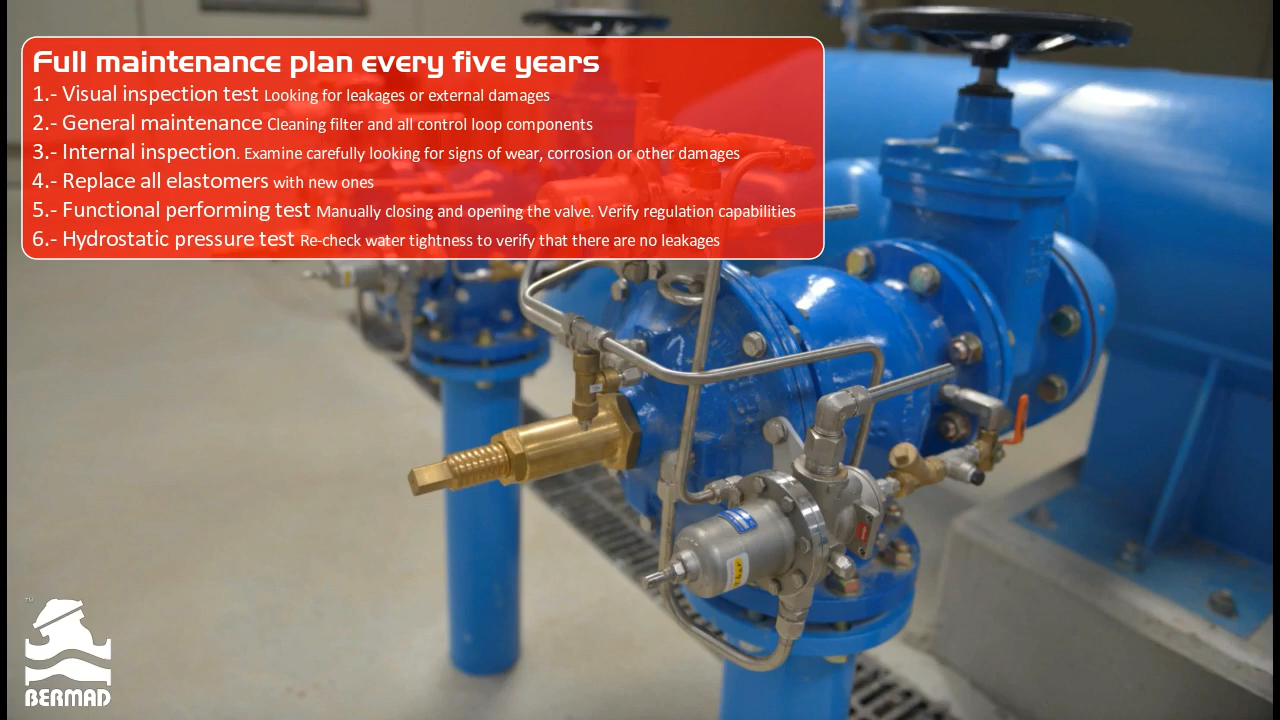 Full maintenance plan every five years
1.- Visual inspection test Looking for leakages or external damages
2.- General maintenance Cleaning filter and all control loop components
3.- Internal inspection. Examine carefully looking for signs of wear, corrosion or other damages
4.- Replace all elastomers with new ones
5.- Functional performing test Manually closing and opening the valve. Verify regulation capabilities
6.- Hydrostatic pressure test Re-check water tightness to verify that there are no leakages
TM
BERMAD